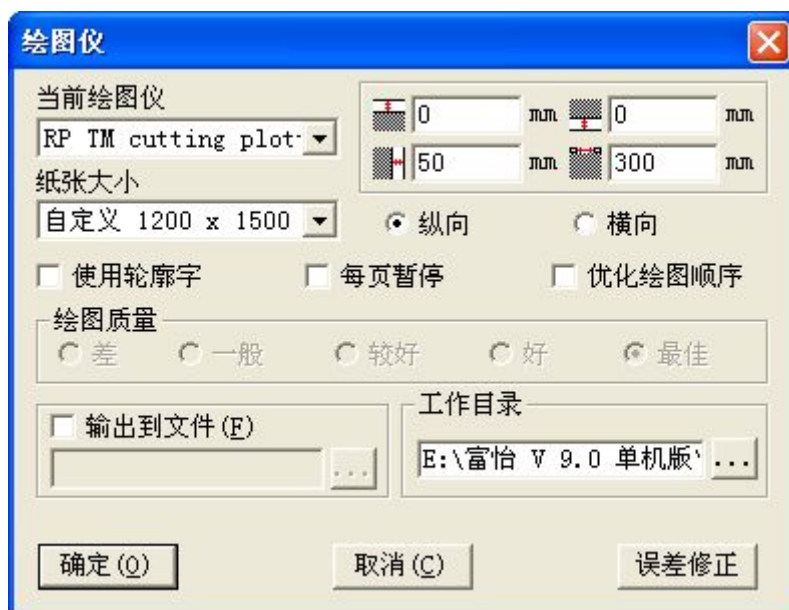 绘图仪
当前绘图仪
RP TM cutting plot
0 mm 0 mm
50 mm 300 mm
纸张大小
自定义 1200 x 1500
纵向 横向
使用轮廓字 每页暂停 优化绘图顺序
绘图质量
差 一般 较好 好 最佳
输出到文件(F)
...
工作目录
E:\富怡 V 9.0 单机版 ...
确定(O) 取消(C) 误差修正